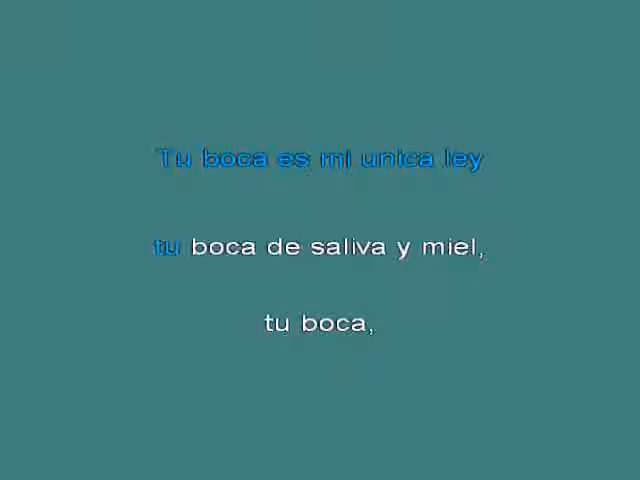 Tu boca es mi unica ley
tu boca de saliva y miel,
tu boca,